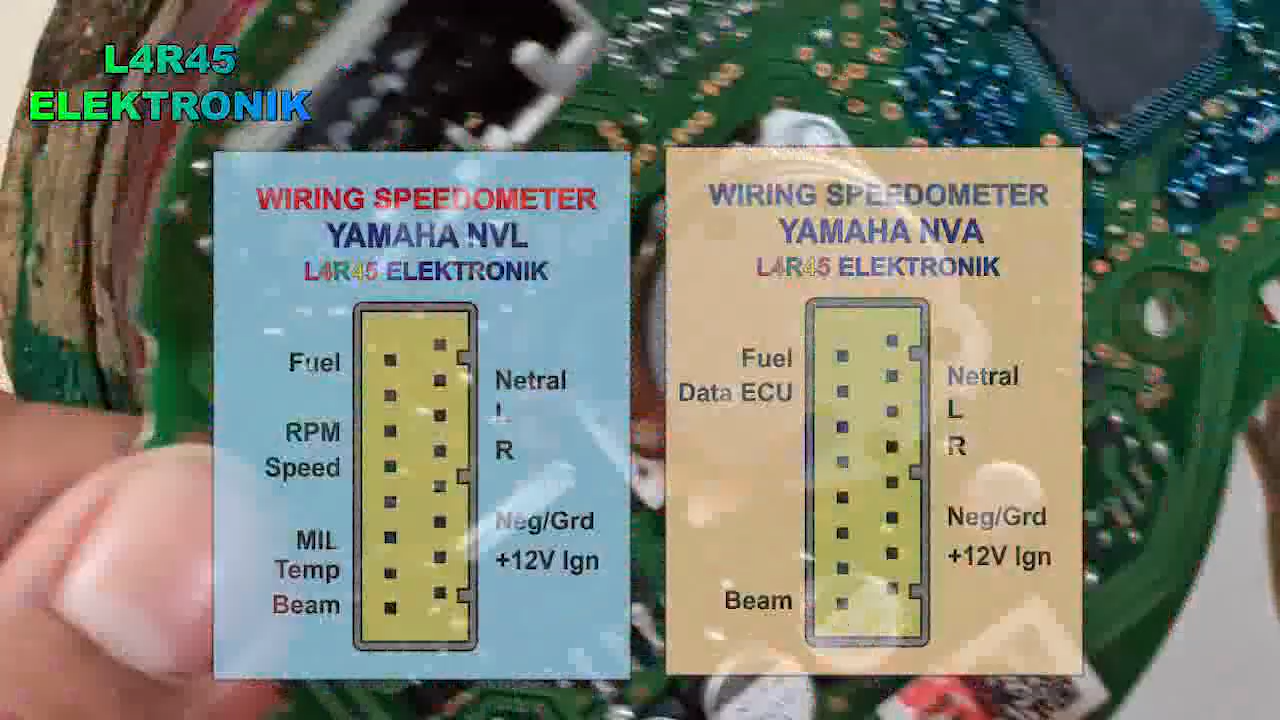 L4R45
ELEKTRONIK
WIRING SPEEDOMETER
YAMAHA NVL
L4R45 ELEKTRONIK
Fuel
RPM
Speed
MIL
Temp
Beam
Netral
L
R
Neg/Grd
+12V Ign
WIRING SPEEDOMETER
YAMAHA NVA
L4R45 ELEKTRONIK
Fuel
Data ECU
Beam
Netral
L
R
Neg/Grd
+12V Ign